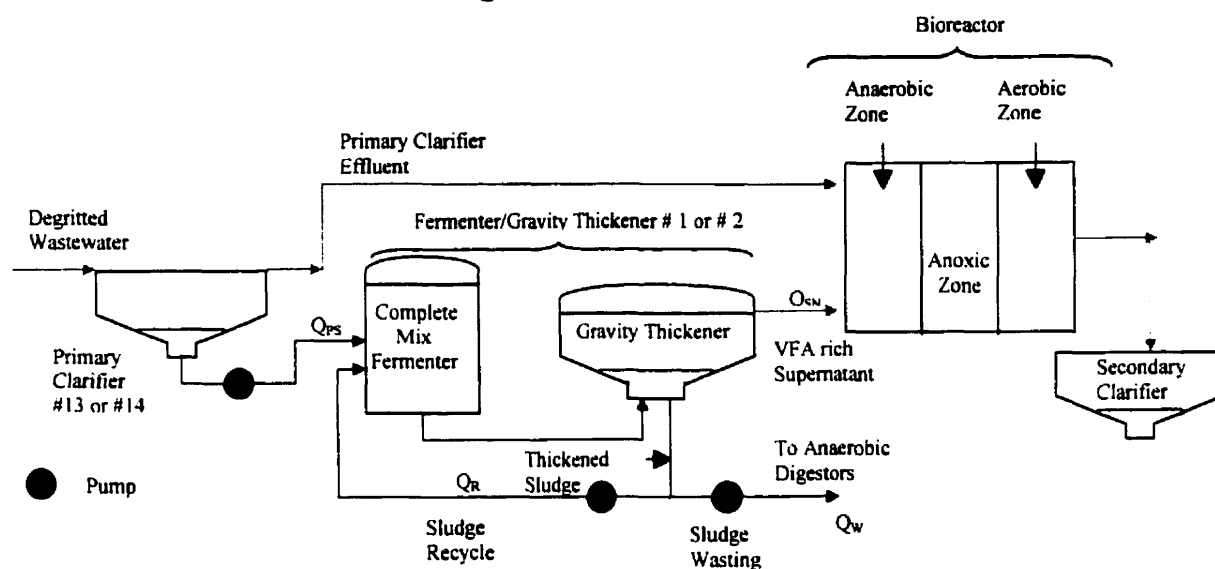 Bioreactor
Anaerobic
Zone
Aerobic
Zone
Primary Clarifier
Effluent
Degritted
Wastewater
Fermenter/Gravity Thickener # 1 or # 2
Anoxic
Zone
Complete
Mix
Fermenter
QPS
Gravity Thickener
QSN
VFA rich
Supernatant
Primary
Clarifier
#13 or #14
Secondary
Clarifier
Thickened
Sludge
To Anaerobic
Digestors
Pump
QR
QW
Sludge
Recycle
Sludge
Wasting